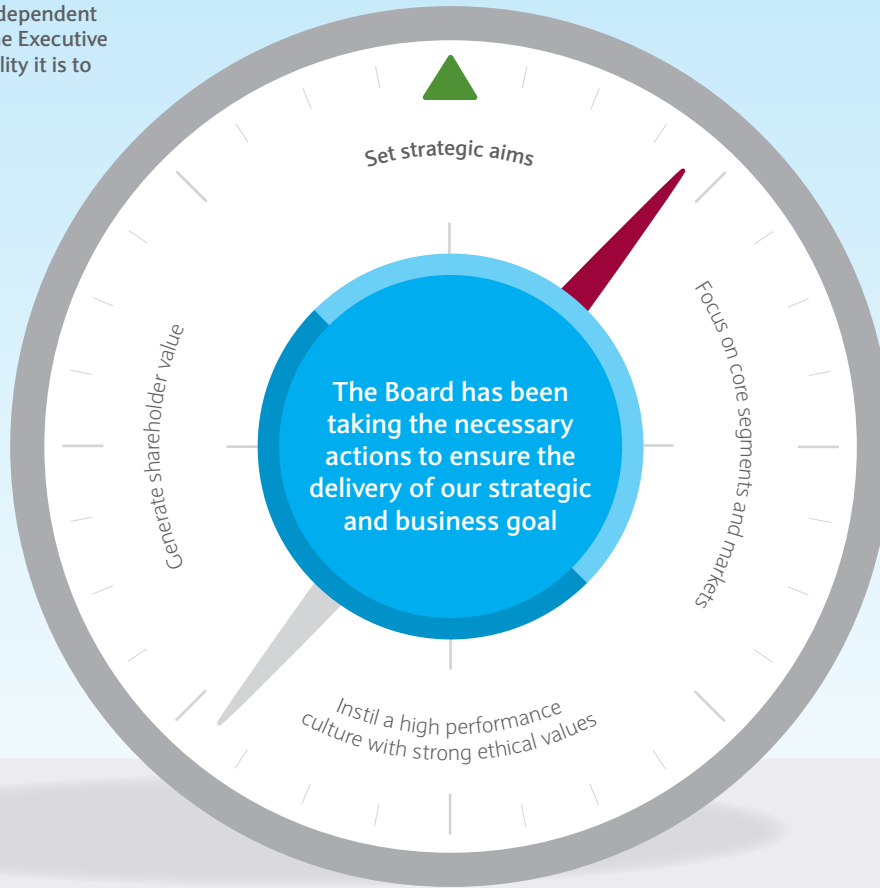 dependent
e Executive
lity it is to
Set strategic aims
Focus on core segments and markets
Instil a high performance
culture with strong ethical values
Generate shareholder value
The Board has been
taking the necessary
actions to ensure the
delivery of our strategic
and business goal